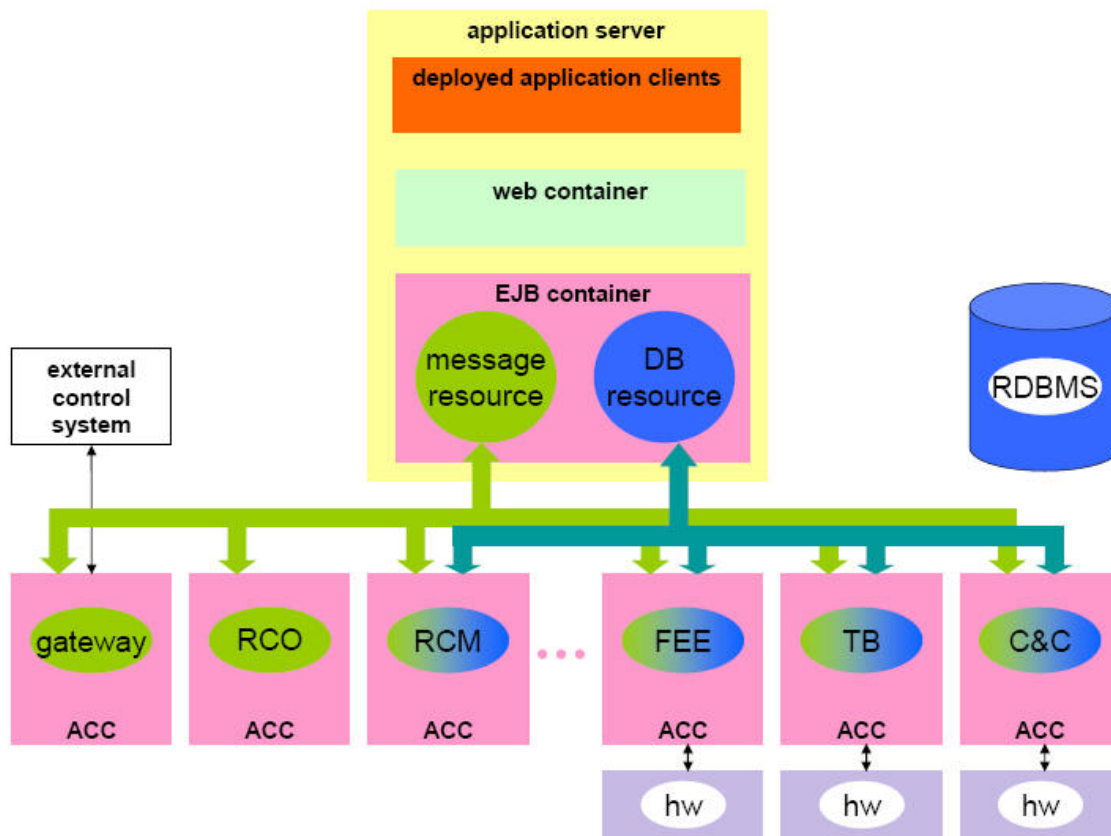 application server
deployed application clients
web container
EJB container
message
resource
DB
resource
RDBMS
external
control
system
gateway
RCO
RCM
FEE
TB
C&C
ACC
ACC
ACC
ACC
ACC
ACC
hw
hw
hw